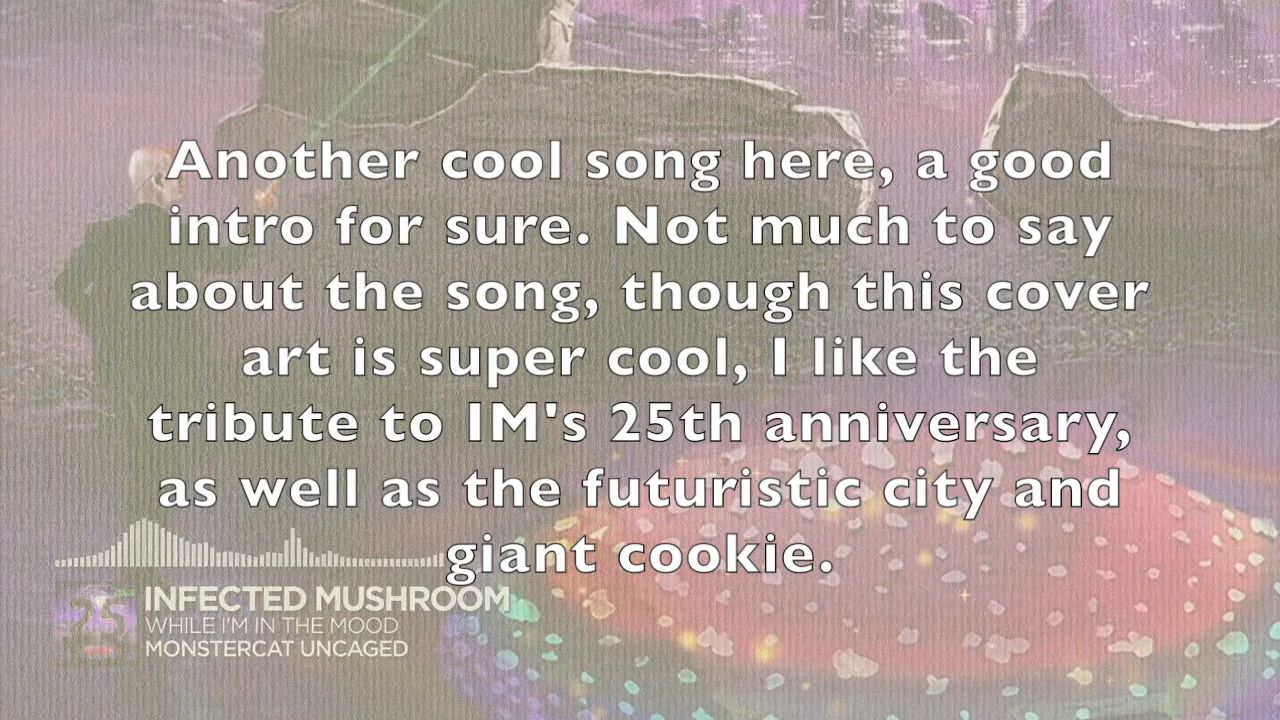 Another cool song here, a good
intro for sure. Not much to say
about the song, though this cover
art is super cool, I like the
tribute to IM's 25th anniversary,
as well as the futuristic city and
giant cookie.
25
INFECTED MUSHROOM
WHILE I'M IN THE MOOD
MONSTERCAT UNCAGED